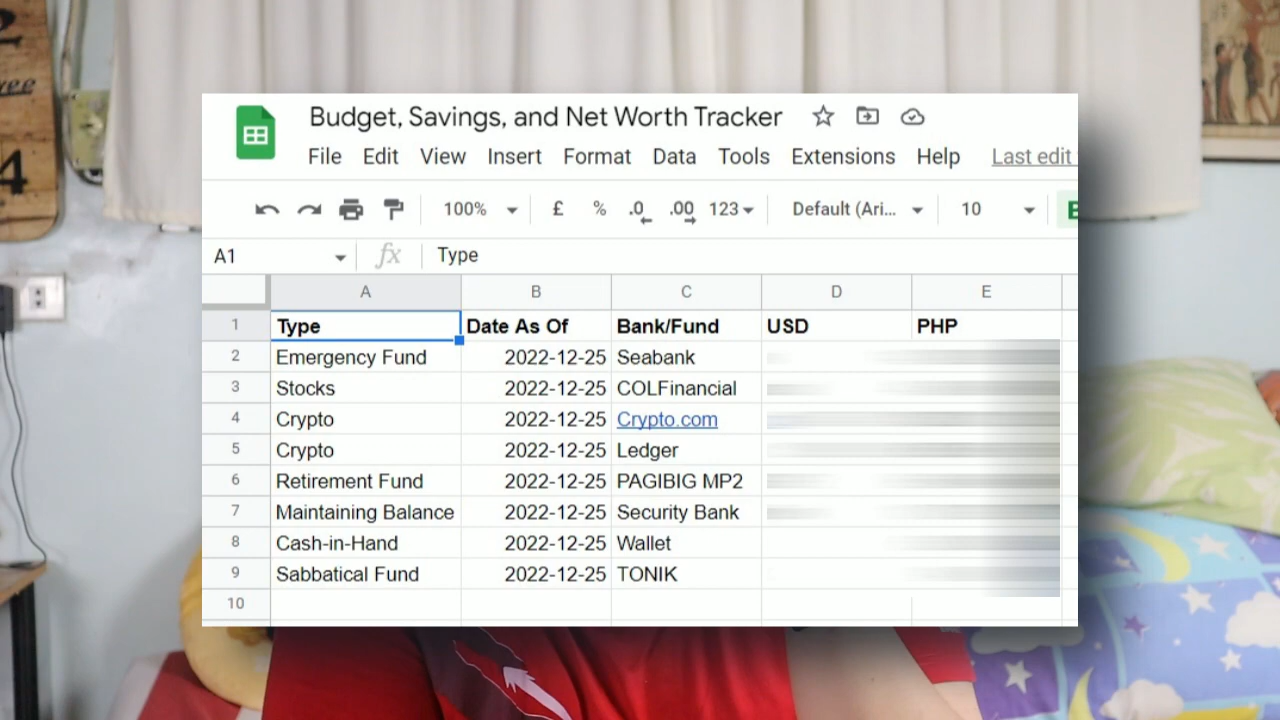 2
ee
4
Budget, Savings, and Net Worth Tracker
File Edit View Insert Format Data Tools Extensions Help Last edit
100% £ % .0 .00 123 Default (Ari... 10
A1 fx Type
A B C D E
1 Type Date As Of Bank/Fund USD PHP
2 Emergency Fund 2022-12-25 Seabank
3 Stocks 2022-12-25 COLFinancial
4 Crypto 2022-12-25 Crypto.com
5 Crypto 2022-12-25 Ledger
6 Retirement Fund 2022-12-25 PAGIBIG MP2
7 Maintaining Balance 2022-12-25 Security Bank
8 Cash-in-Hand 2022-12-25 Wallet
9 Sabbatical Fund 2022-12-25 TONIK
10